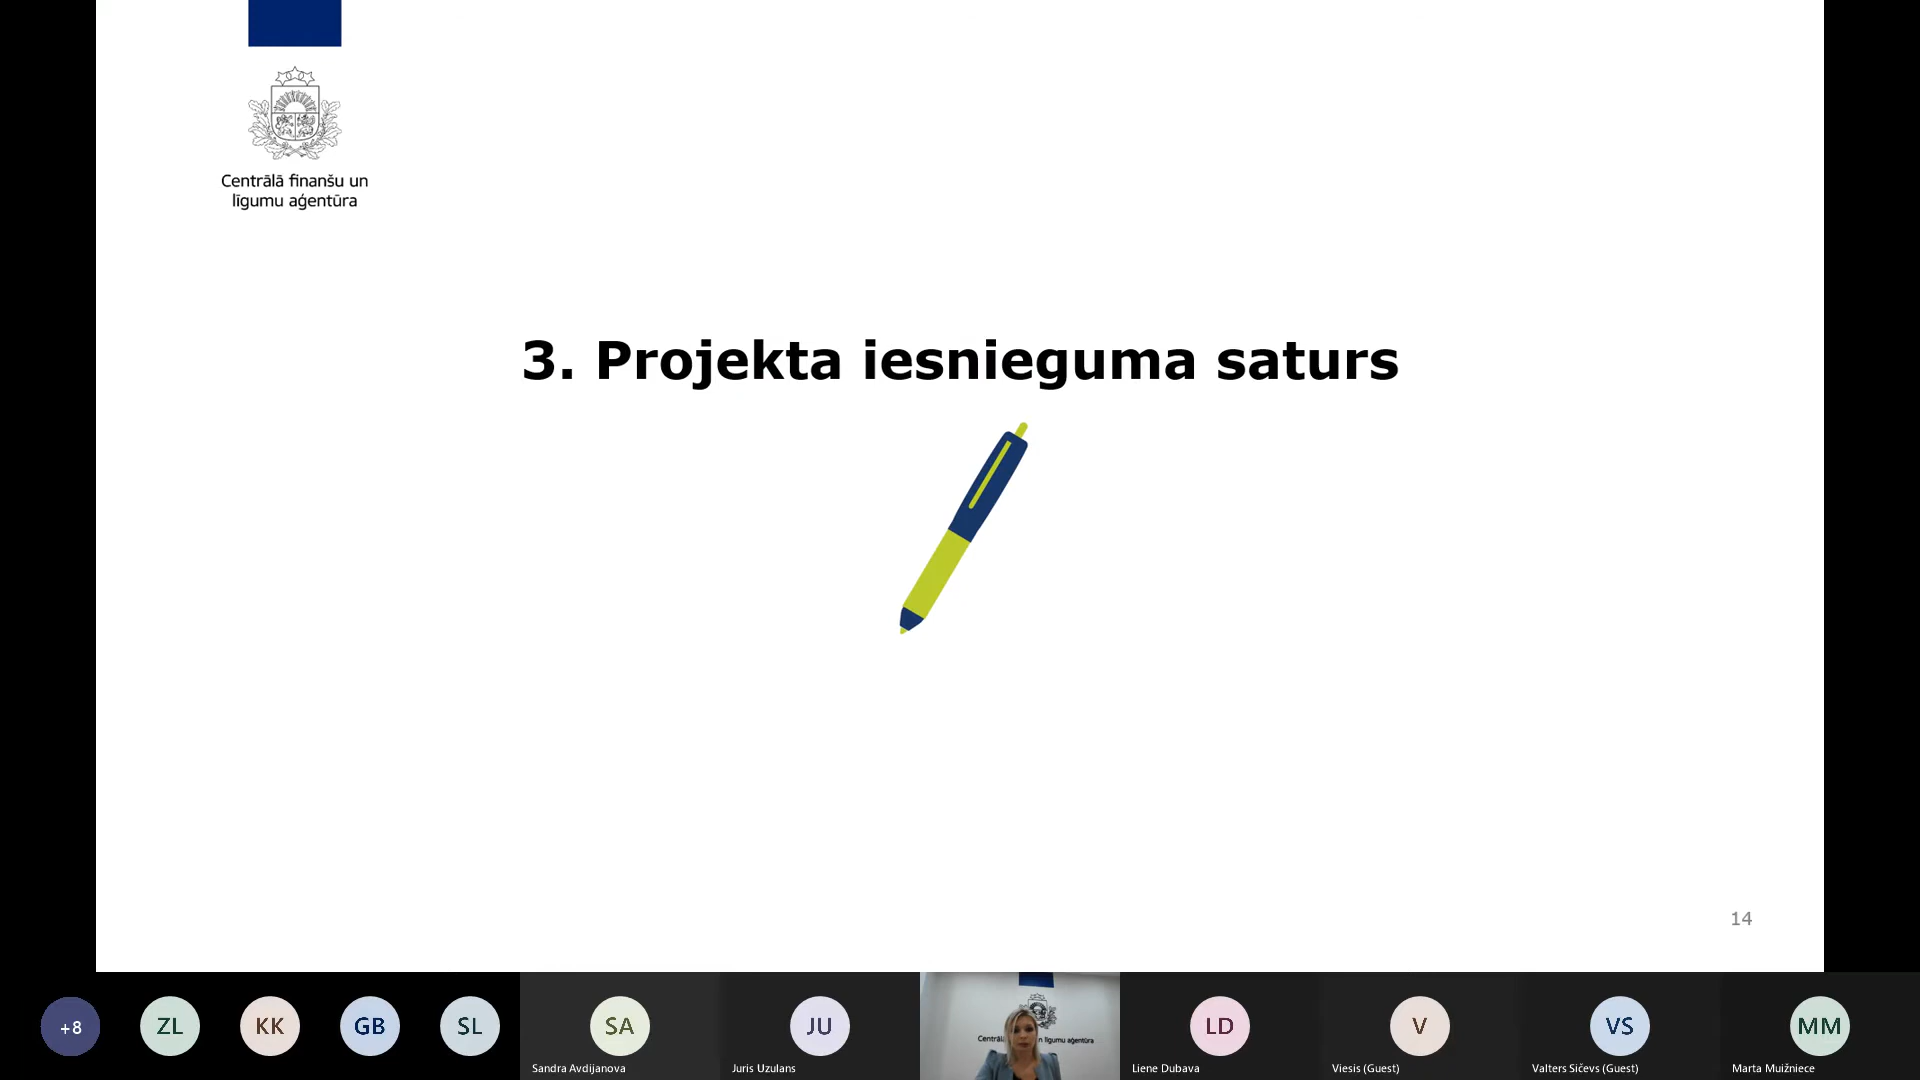 Centrālā finanšu un
līgumu aģentūra
3. Projekta iesnieguma saturs
14
+8
ZL
KK
GB
SL
SA
Sandra Avdijanova
JU
Juris Uzulans
LD
Liene Dubava
V
Viesis (Guest)
VS
Valters Sičevs (Guest)
MM
Marta Muižniece